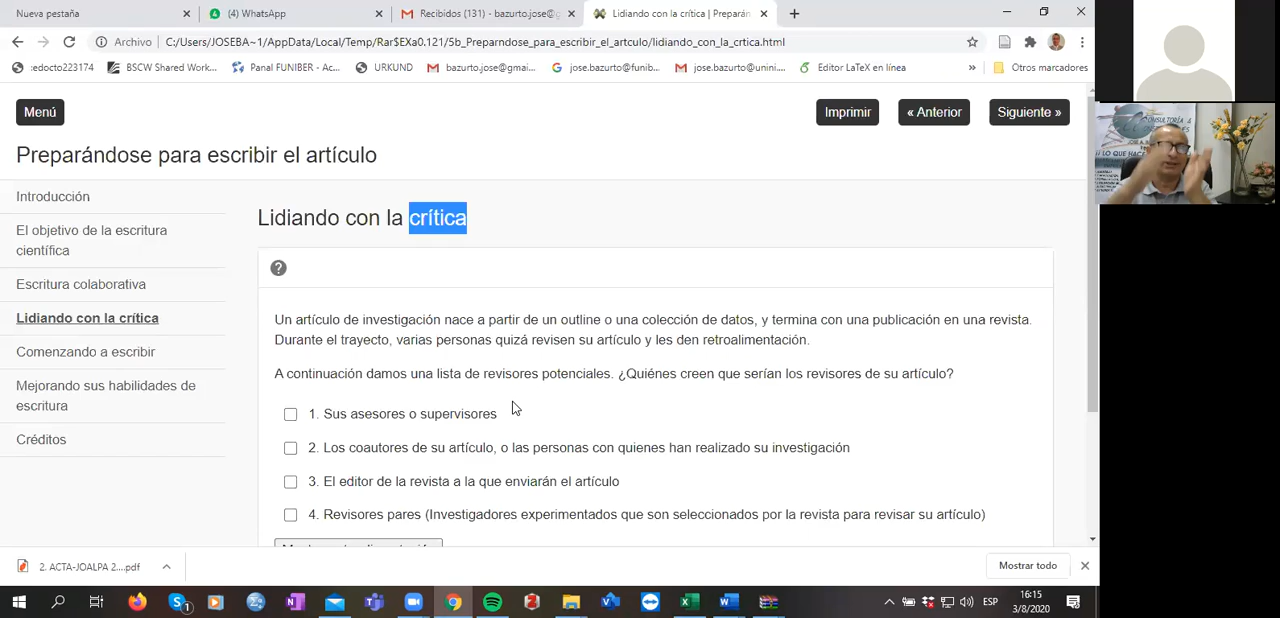 Nueva pestaña
(4) WhatsApp
Recibidos (131) - bazurto.jose@g
Lidiando con la crítica | Preparán
Archivo
C:/Users/JOSEBA~1/AppData/Local/Temp/Rar$EXa0.121/5b_Preparndose_para_escribir_el_artculo/lidiando_con_la_crtica.html
:edocto223174
BSCW Shared Work...
Panal FUNIBER - Ac...
URKUND
bazurto.jose@gmai...
jose.bazurto@funib...
jose.bazurto@unini....
Editor LaTeX en línea
»
Otros marcadores
Menú
Imprimir
« Anterior
Siguiente »
Preparándose para escribir el artículo
Introducción
El objetivo de la escritura
científica
Escritura colaborativa
Lidiando con la crítica
Comenzando a escribir
Mejorando sus habilidades de
escritura
Créditos
Lidiando con la crítica
Un artículo de investigación nace a partir de un outline o una colección de datos, y termina con una publicación en una revista.
Durante el trayecto, varias personas quizá revisen su artículo y les den retroalimentación.
A continuación damos una lista de revisores potenciales. ¿Quiénes creen que serían los revisores de su artículo?
1. Sus asesores o supervisores
2. Los coautores de su artículo, o las personas con quienes han realizado su investigación
3. El editor de la revista a la que enviarán el artículo
4. Revisores pares (Investigadores experimentados que son seleccionados por la revista para revisar su artículo)
2. ACTA-JOALPA 2....pdf
Mostrar todo
ESP
16:15
3/8/2020
CONSULTORÍA &
LO QUE HACE